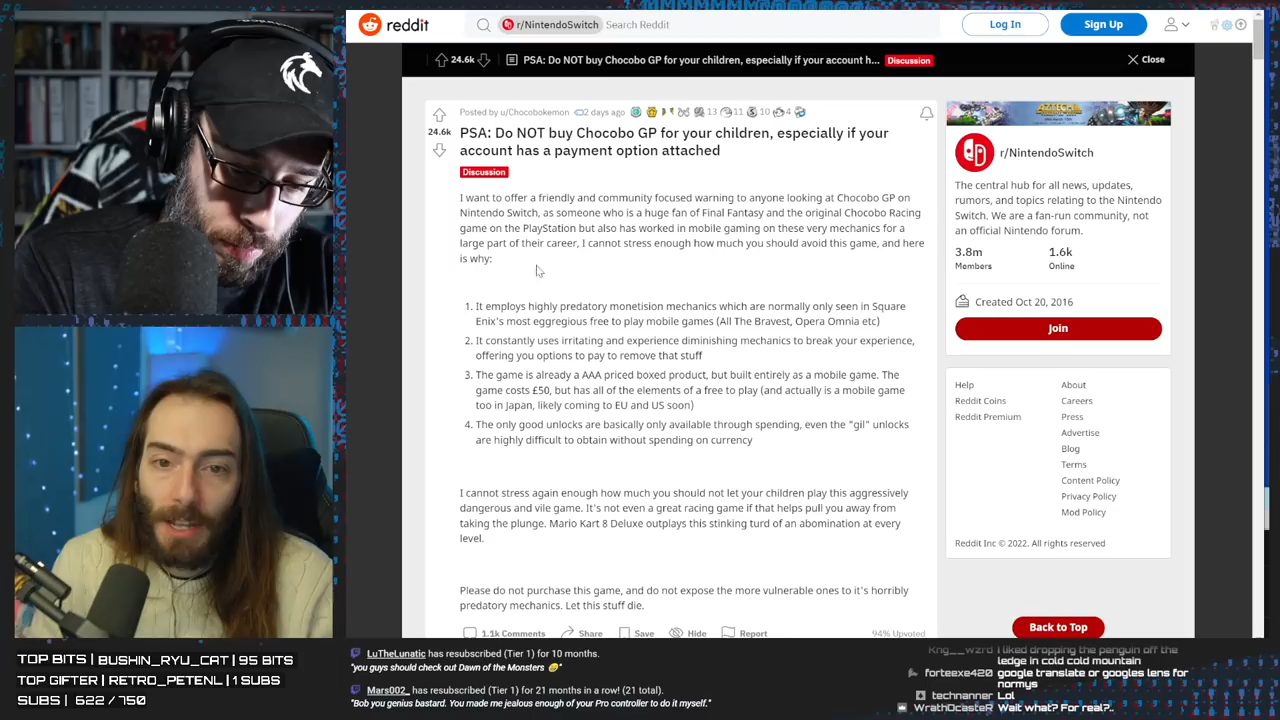 reddit
r/NintendoSwitch
Search Reddit
Log In
Sign Up
24.6k
PSA: Do NOT buy Chocobo GP for your children, especially if your account h...
Discussion
Close
Posted by u/Chocobokemon
2 days ago
13
11
10
4
24.6k
PSA: Do NOT buy Chocobo GP for your children, especially if your
account has a payment option attached
Discussion
I want to offer a friendly and community focused warning to anyone looking at Chocobo GP on
Nintendo Switch, as someone who is a huge fan of Final Fantasy and the original Chocobo Racing
game on the PlayStation but also has worked in mobile gaming on these very mechanics for a
large part of their career, I cannot stress enough how much you should avoid this game, and here
is why:
1. It employs highly predatory monetision mechanics which are normally only seen in Square
Enix's most eggregious free to play mobile games (All The Bravest, Opera Omnia etc)
2. It constantly uses irritating and experience diminishing mechanics to break your experience,
offering you options to pay to remove that stuff
3. The game is already a AAA priced boxed product, but built entirely as a mobile game. The
game costs £50, but has all of the elements of a free to play (and actually is a mobile game
too in Japan, likely coming to EU and US soon)
4. The only good unlocks are basically only available through spending, even the "gil" unlocks
are highly difficult to obtain without spending on currency
I cannot stress again enough how much you should not let your children play this aggressively
dangerous and vile game. It's not even a great racing game if that helps pull you away from
taking the plunge. Mario Kart 8 Deluxe outplays this stinking turd of an abomination at every
level.
Please do not purchase this game, and do not expose the more vulnerable ones to it's horribly
predatory mechanics. Let this stuff die.
1.1k Comments
Share
Save
Hide
Report
94% Upvoted
r/NintendoSwitch
The central hub for all news, updates,
rumors, and topics relating to the Nintendo
Switch. We are a fan-run community, not
an official Nintendo forum.
3.8m
Members
1.6k
Online
Created Oct 20, 2016
Join
Help
Reddit Coins
Reddit Premium
About
Careers
Press
Advertise
Blog
Terms
Content Policy
Privacy Policy
Mod Policy
Reddit Inc © 2022. All rights reserved
Back to Top
TOP BITS | BUSHIN_RYU_CAT | 95 BITS
TOP GIFTER | RETRO_PETENL | 1 SUBS
SUBS | 622 / 750
LuTheLunatic has resubscribed (Tier 1) for 10 months.
"you guys should check out Dawn of the Monsters 😄"
Mars002_ has resubscribed (Tier 1) for 21 months in a row! (21 total).
"Bob you genius bastard. You made me jealous enough of your Pro controller to do it myself."
Kng__wzrd I liked dropping the penguin off the
ledge in cold cold mountain
forteexe420 google translate or googles lens for
normys
technanner Lol
WrathOcasteR Wait what? For real?..